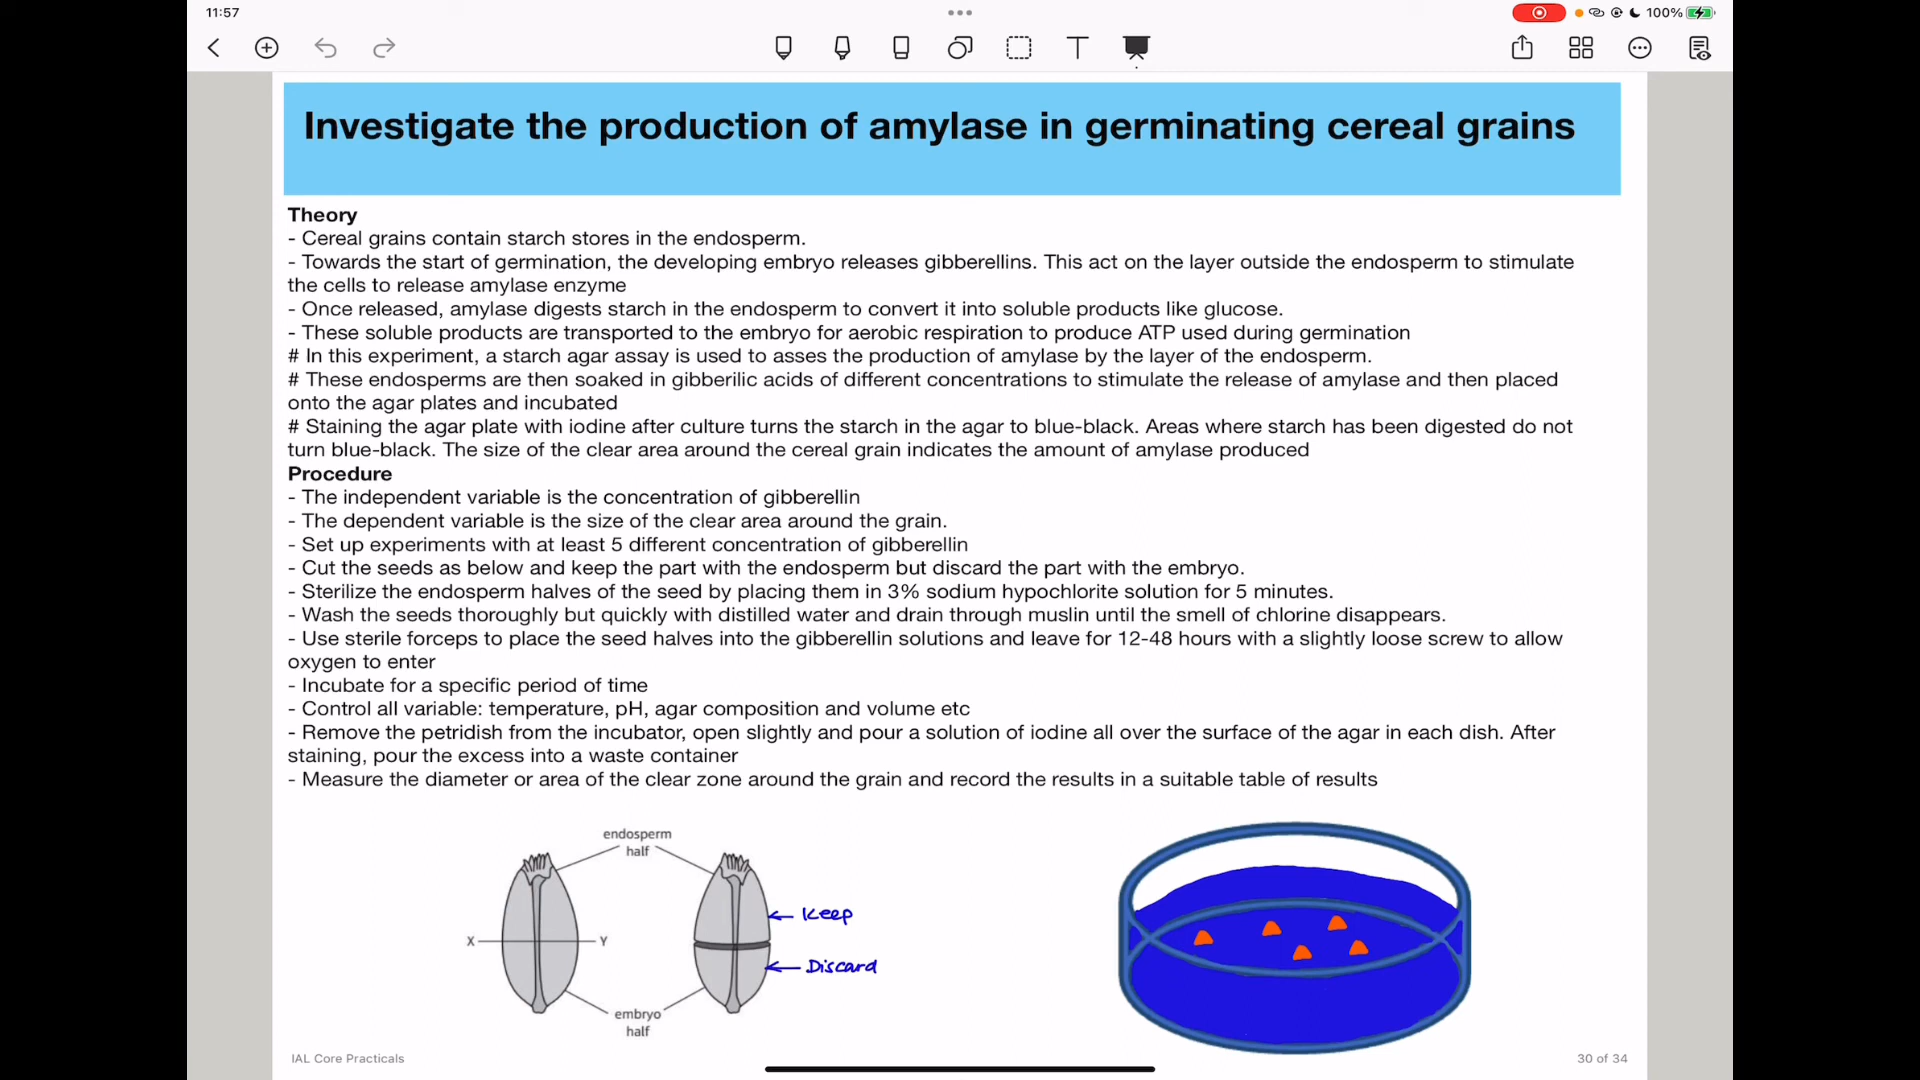 11:57
100%
Investigate the production of amylase in germinating cereal grains
Theory
- Cereal grains contain starch stores in the endosperm.
- Towards the start of germination, the developing embryo releases gibberellins. This act on the layer outside the endosperm to stimulate
the cells to release amylase enzyme
- Once released, amylase digests starch in the endosperm to convert it into soluble products like glucose.
- These soluble products are transported to the embryo for aerobic respiration to produce ATP used during germination
# In this experiment, a starch agar assay is used to asses the production of amylase by the layer of the endosperm.
# These endosperms are then soaked in gibberilic acids of different concentrations to stimulate the release of amylase and then placed
onto the agar plates and incubated
# Staining the agar plate with iodine after culture turns the starch in the agar to blue-black. Areas where starch has been digested do not
turn blue-black. The size of the clear area around the cereal grain indicates the amount of amylase produced
Procedure
- The independent variable is the concentration of gibberellin
- The dependent variable is the size of the clear area around the grain.
- Set up experiments with at least 5 different concentration of gibberellin
- Cut the seeds as below and keep the part with the endosperm but discard the part with the embryo.
- Sterilize the endosperm halves of the seed by placing them in 3% sodium hypochlorite solution for 5 minutes.
- Wash the seeds thoroughly but quickly with distilled water and drain through muslin until the smell of chlorine disappears.
- Use sterile forceps to place the seed halves into the gibberellin solutions and leave for 12-48 hours with a slightly loose screw to allow
oxygen to enter
- Incubate for a specific period of time
- Control all variable: temperature, pH, agar composition and volume etc
- Remove the petridish from the incubator, open slightly and pour a solution of iodine all over the surface of the agar in each dish. After
staining, pour the excess into a waste container
- Measure the diameter or area of the clear zone around the grain and record the results in a suitable table of results
endosperm
half
Keep
X
Y
Discard
embryo
half
IAL Core Practicals
30 of 34